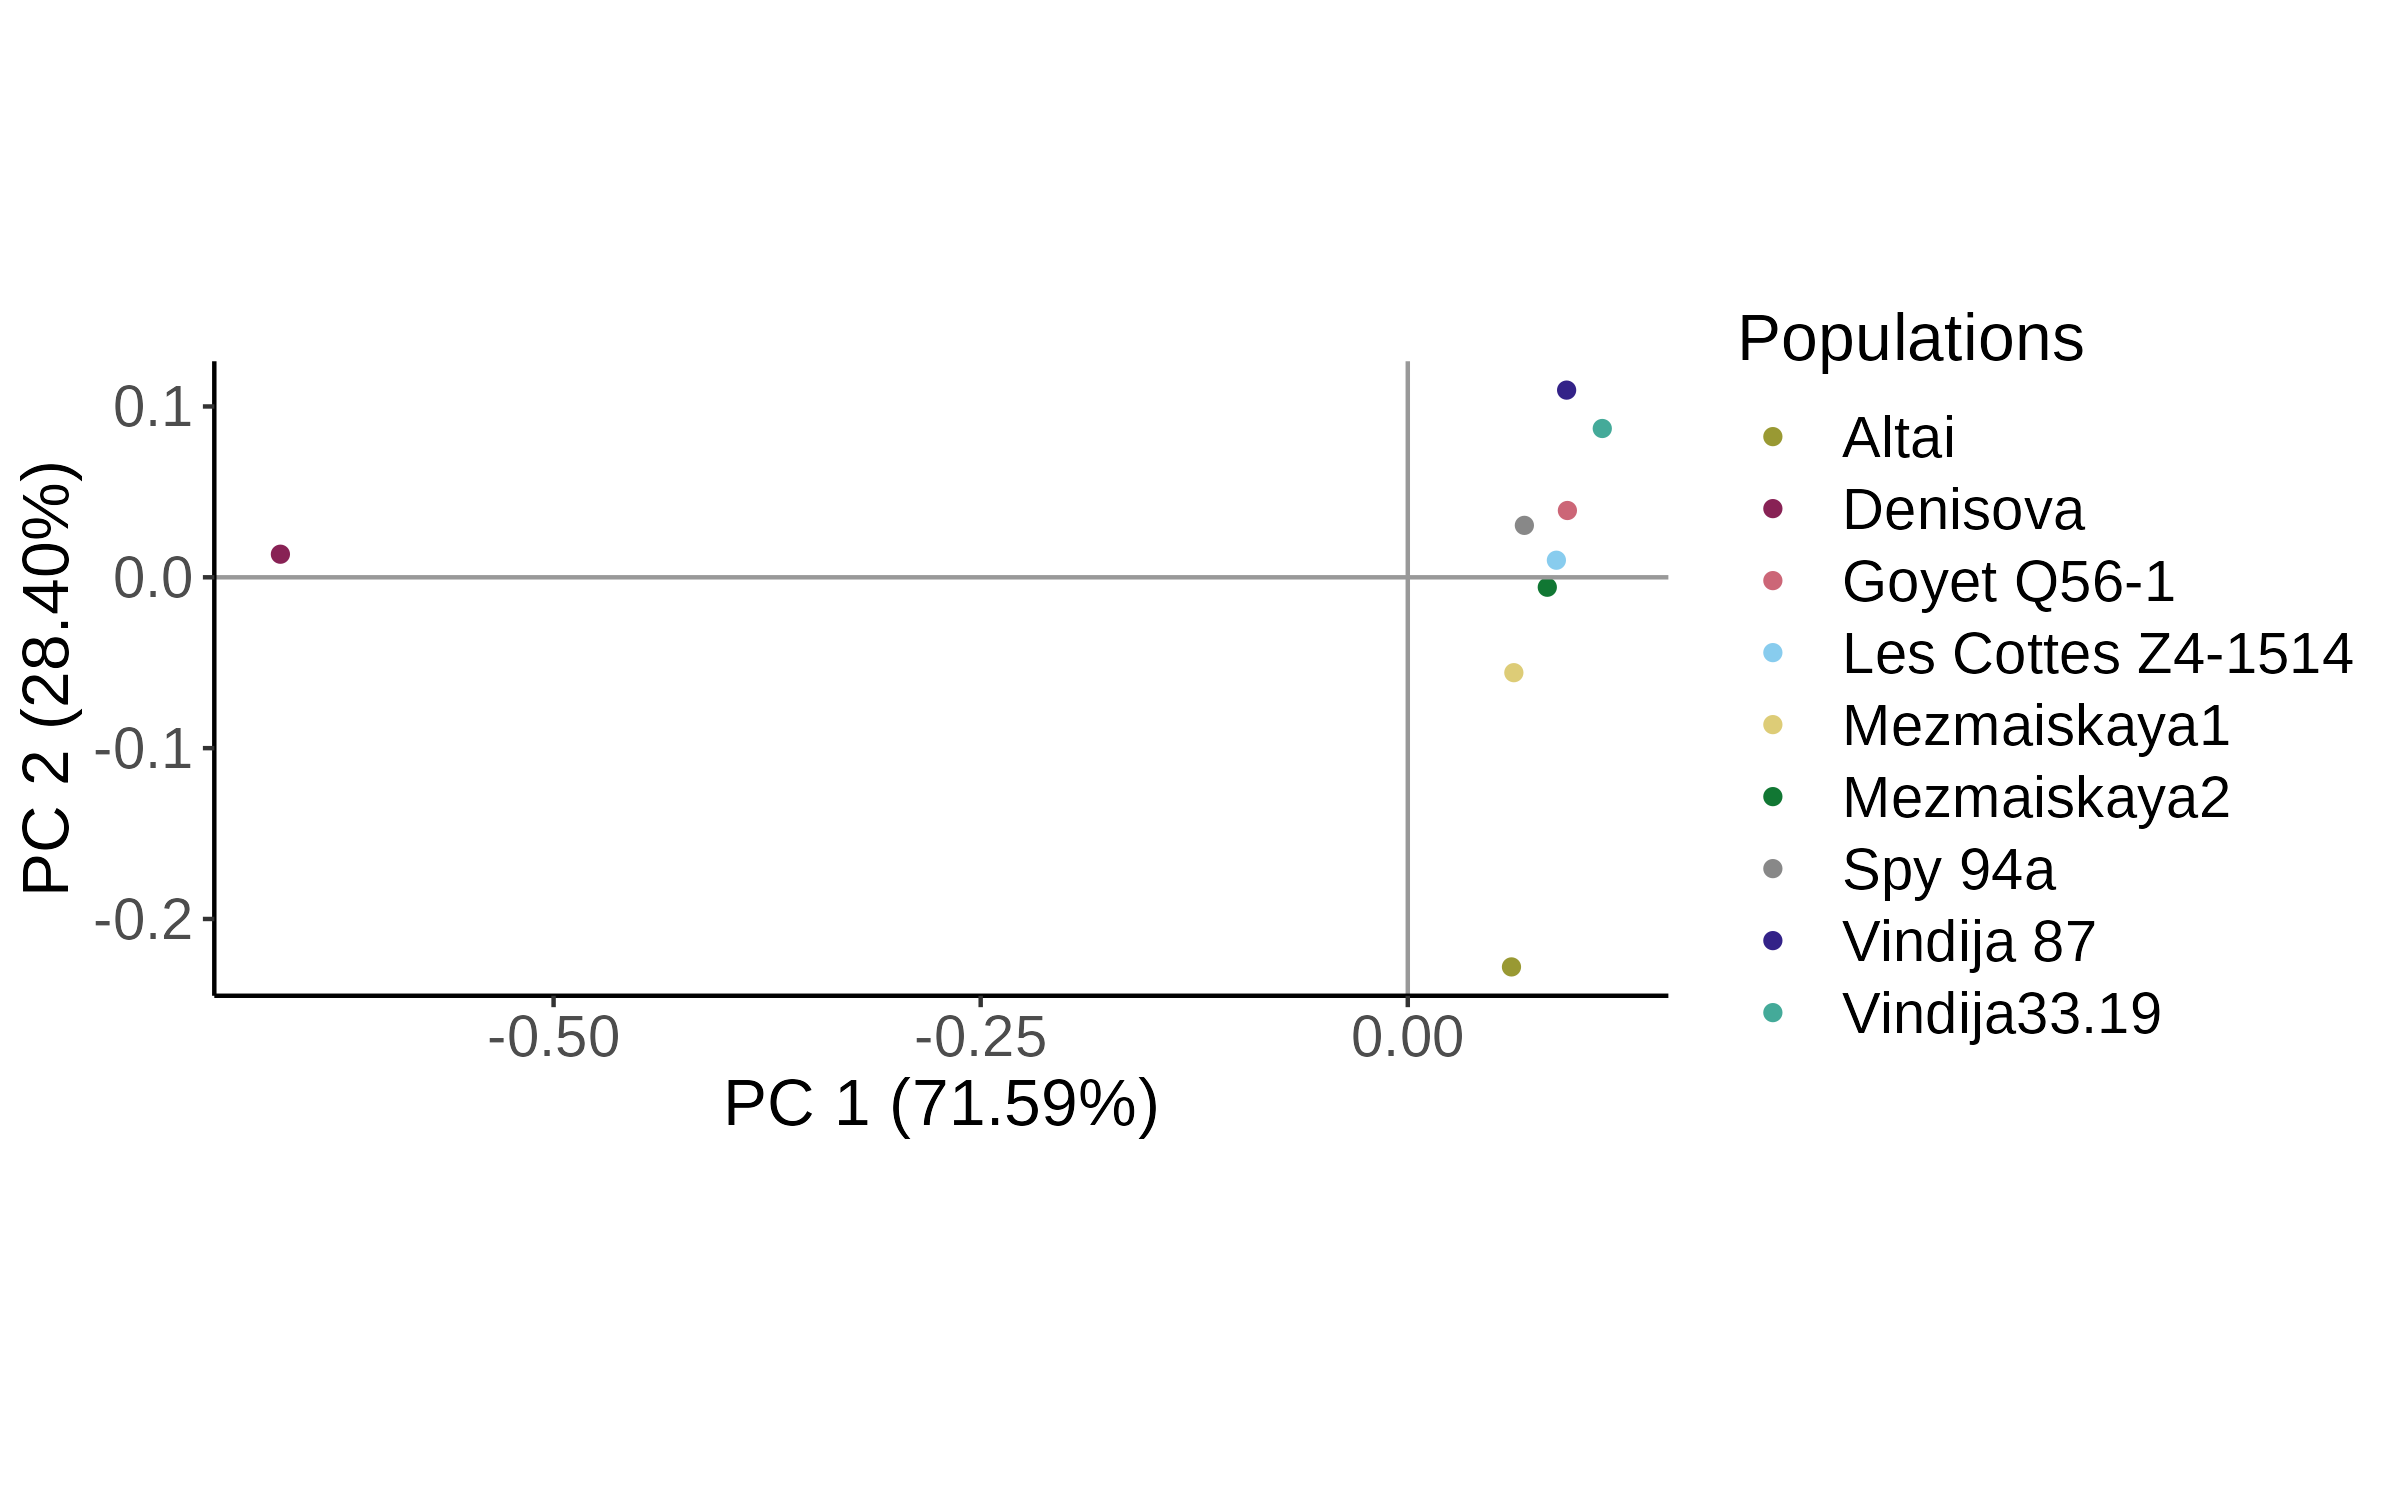 Populations
Altai
Denisova
Goyet Q56-1
Les Cottes Z4-1514
Mezmaiskaya1
Mezmaiskaya2
Spy 94a
Vindija 87
Vindija33.19
PC 2 (28.40%)
0.1
0.0
-0.1
-0.2
-0.50 -0.25 0.00
PC 1 (71.59%)